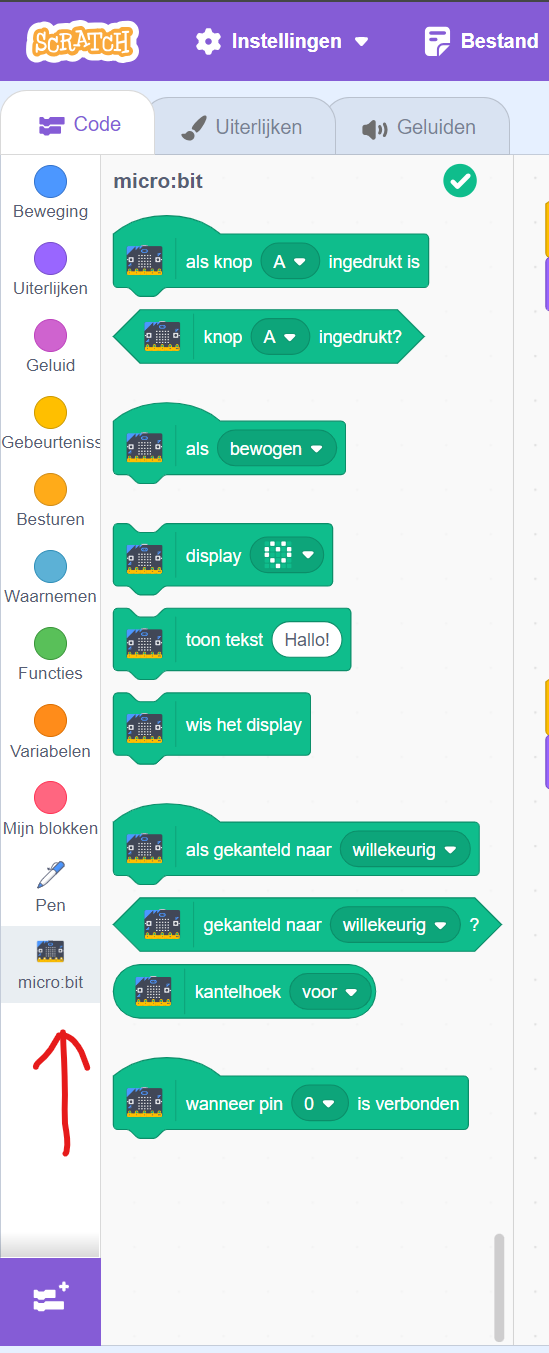 SCRATCH Instellingen Bestand
Code Uiterlijken Geluiden
Beweging
Uiterlijken
Geluid
Gebeurteniss
Besturen
Waarnemen
Functies
Variabelen
Mijn blokken
Pen
micro:bit
micro:bit
als knop A ingedrukt is
knop A ingedrukt?
als bewogen
display
toon tekst Hallo!
wis het display
als gekanteld naar willekeurig
gekanteld naar willekeurig ?
kantelhoek voor
wanneer pin 0 is verbonden